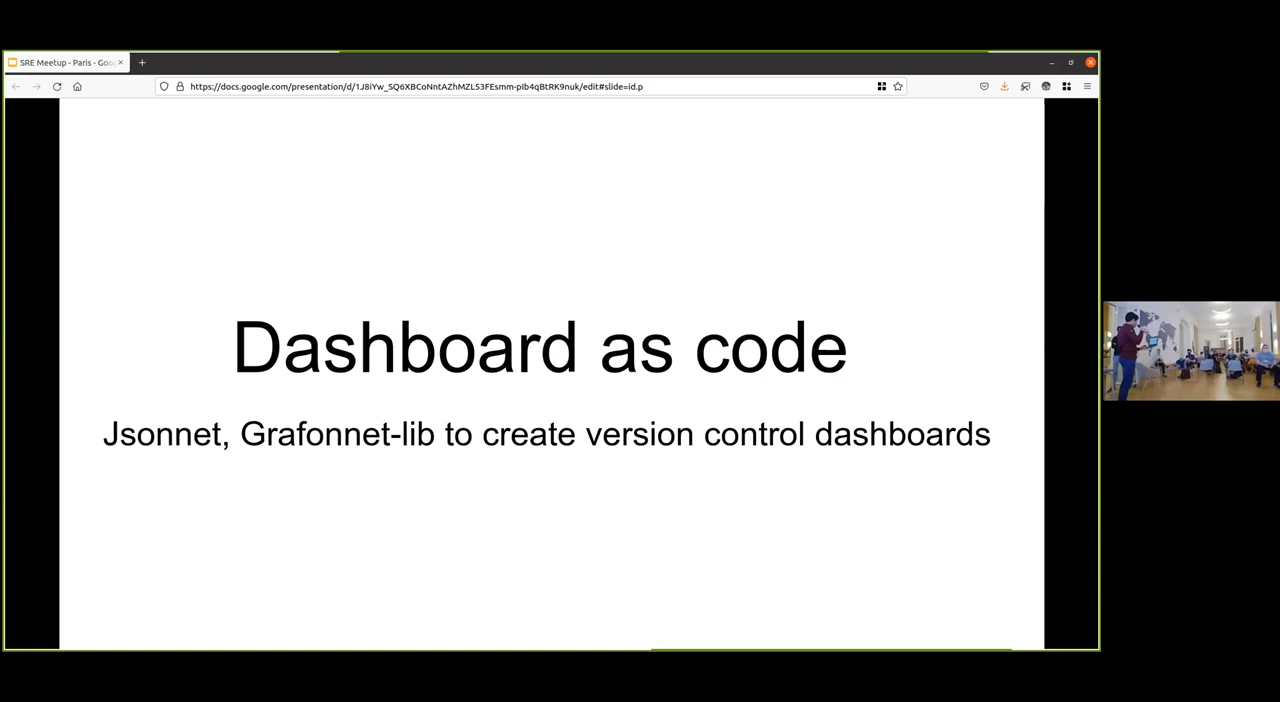 SRE Meetup - Paris - Goo
https://docs.google.com/presentation/d/1J8iYw_SQ6XBCoNntAZhMZL53FEsmm-pIb4qBtRK9nuk/edit#slide=id.p
Dashboard as code
Jsonnet, Grafonnet-lib to create version control dashboards